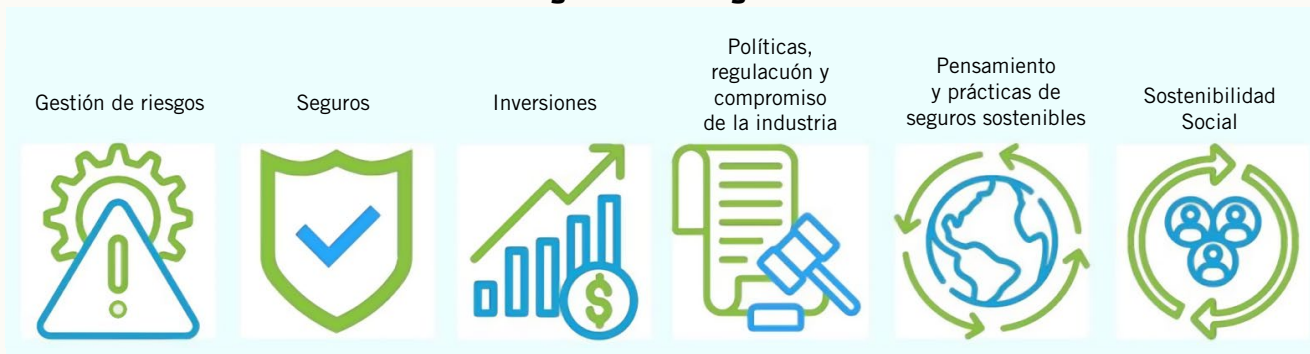 Gestión de riesgos
Seguros
Inversiones
Políticas,
regulacuón y
compromiso
de la industria
Pensamiento
y prácticas de
seguros sostenibles
Sostenibilidad
Social
$